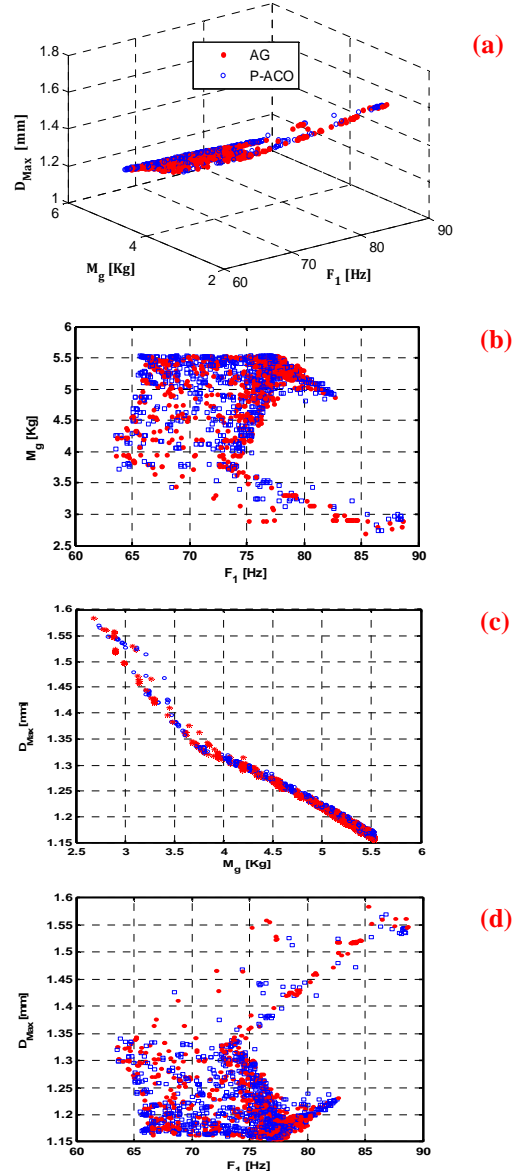 (a)
AG
P-ACO
1.8
1.6
1.4
1.2
1
D_Max [mm]
6
4
2
M_g [Kg]
60
70
80
90
F_1 [Hz]
(b)
6
5.5
5
4.5
4
3.5
3
2.5
M_g [Kg]
60 65 70 75 80 85 90
F_1 [Hz]
(c)
1.6
1.55
1.5
1.45
1.4
1.35
1.3
1.25
1.2
1.15
D_Max [mm]
2.5 3 3.5 4 4.5 5 5.5 6
M_g [Kg]
(d)
1.6
1.55
1.5
1.45
1.4
1.35
1.3
1.25
1.2
1.15
D_Max [mm]
60 65 70 75 80 85 90
F_1 [Hz]